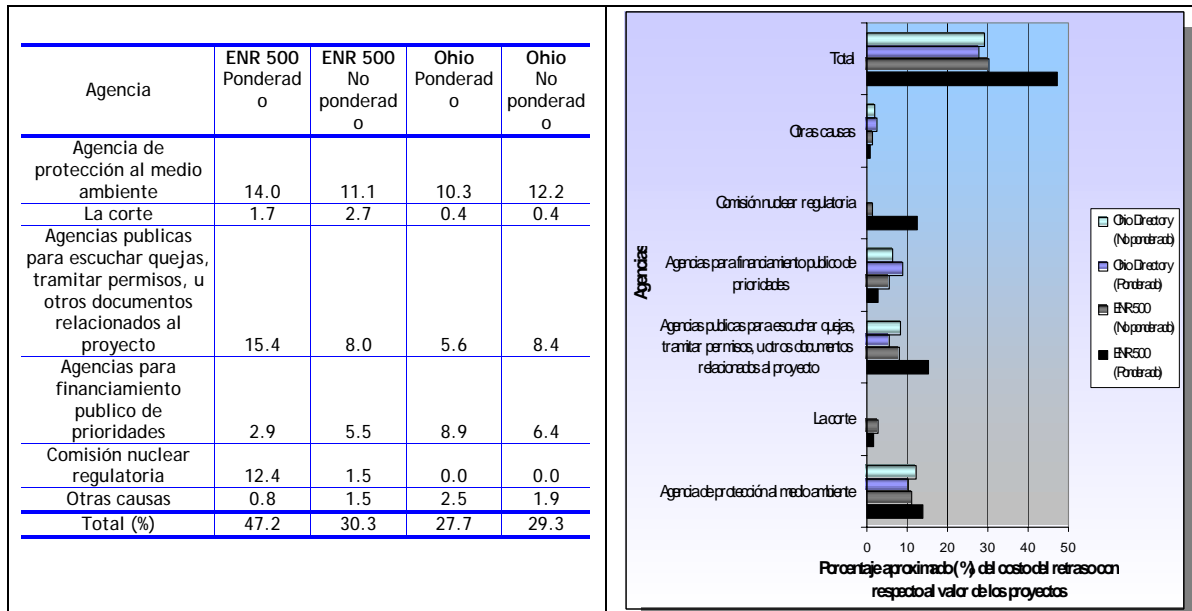 Agencia
ENR 500
Ponderad
o
ENR 500
No
ponderad
o
Ohio
Ponderad
o
Ohio
No
ponderad
o
Agencia de
protección al medio
ambiente 14.0 11.1 10.3 12.2
La corte 1.7 2.7 0.4 0.4
Agencias publicas
para escuchar quejas,
tramitar permisos, u
otros documentos
relacionados al
proyecto 15.4 8.0 5.6 8.4
Agencias para
financiamiento
publico de
prioridades 2.9 5.5 8.9 6.4
Comisión nuclear
regulatoria 12.4 1.5 0.0 0.0
Otras causas 0.8 1.5 2.5 1.9
Total (%) 47.2 30.3 27.7 29.3
Agencias
Total
Otras causas
Comisión nuclear regulatoria
Agencias para financiamiento publico de
prioridades
Agencias publicas para escuchar quejas,
tramitar permisos, u otros documentos
relacionados al proyecto
La corte
Agencia de protección al medio ambiente
0 10 20 30 40 50
Porcentaje aproximado (%) del costo del retraso con
respecto al valor de los proyectos
Ohio Directory
(No ponderado)
Ohio Directory
(Ponderado)
ENR 500
(No ponderado)
ENR 500
(Ponderado)